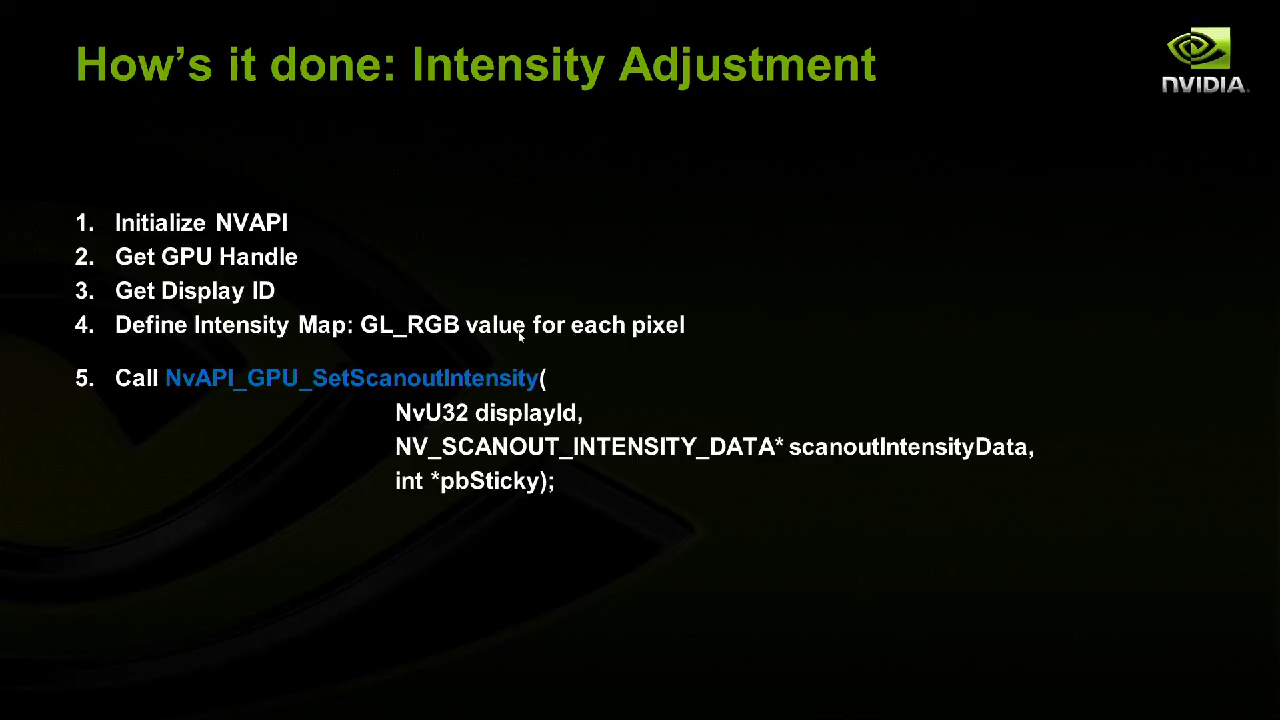 How's it done: Intensity Adjustment
NVIDIA.
1. Initialize NVAPI
2. Get GPU Handle
3. Get Display ID
4. Define Intensity Map: GL_RGB value for each pixel
5. Call NvAPI_GPU_SetScanoutIntensity(
NvU32 displayId,
NV_SCANOUT_INTENSITY_DATA* scanoutIntensityData,
int *pbSticky);